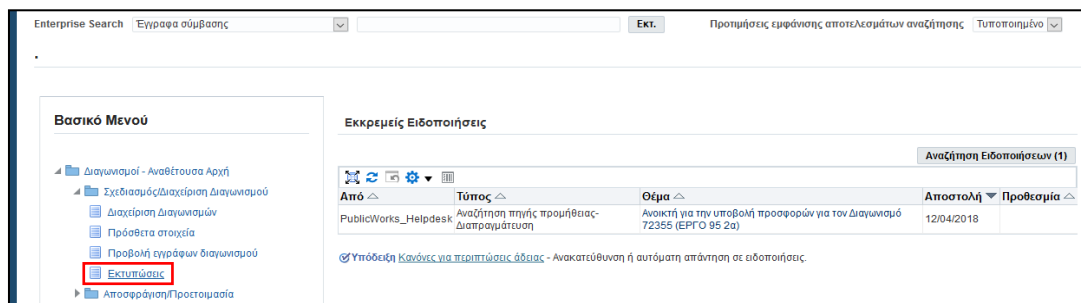 Enterprise Search Έγγραφα σύμβασης Εκτ. Προτιμήσεις εμφάνισης αποτελεσμάτων αναζήτησης Τυποποιημένο
.
Βασικό Μενού
Διαγωνισμοί - Αναθέτουσα Αρχή
Σχεδιασμός/Διαχείριση Διαγωνισμού
Διαχείριση Διαγωνισμών
Πρόσθετα στοιχεία
Προβολή εγγράφων διαγωνισμού
Εκτυπώσεις
Αποσφράγιση/Προετοιμασία
Εκκρεμείς Ειδοποιήσεις
Αναζήτηση Ειδοποιήσεων (1)
Από Τύπος Θέμα Αποστολή Προθεσμία
PublicWorks_Helpdesk Αναζήτηση πηγής προμήθειας- Ανοικτή για την υποβολή προσφορών για τον Διαγωνισμό 12/04/2018
Διαπραγμάτευση 72355 (ΕΡΓΟ 95 2α)
Υπόδειξη Κανόνες για περιπτώσεις άδειας - Ανακατεύθυνση ή αυτόματη απάντηση σε ειδοποιήσεις.